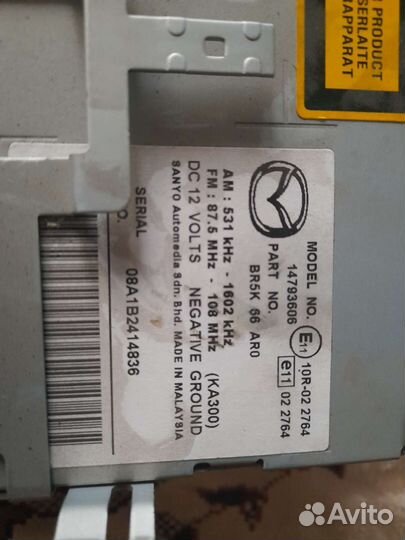 PRODUCT
SERLAITE
APPARAT
MODEL NO.
14793606
PART NO.
BR5K 66 AR0
E11 10R-02 2764
e11 02 2764
AM : 531 kHz - 1602 kHz
FM : 87.5 MHz - 108 MHz (KA300)
DC 12 VOLTS NEGATIVE GROUND
SANYO Automedia Sdn. Bhd. MADE IN MALAYSIA
SERIAL
NO.
08A1B2414836
Avito